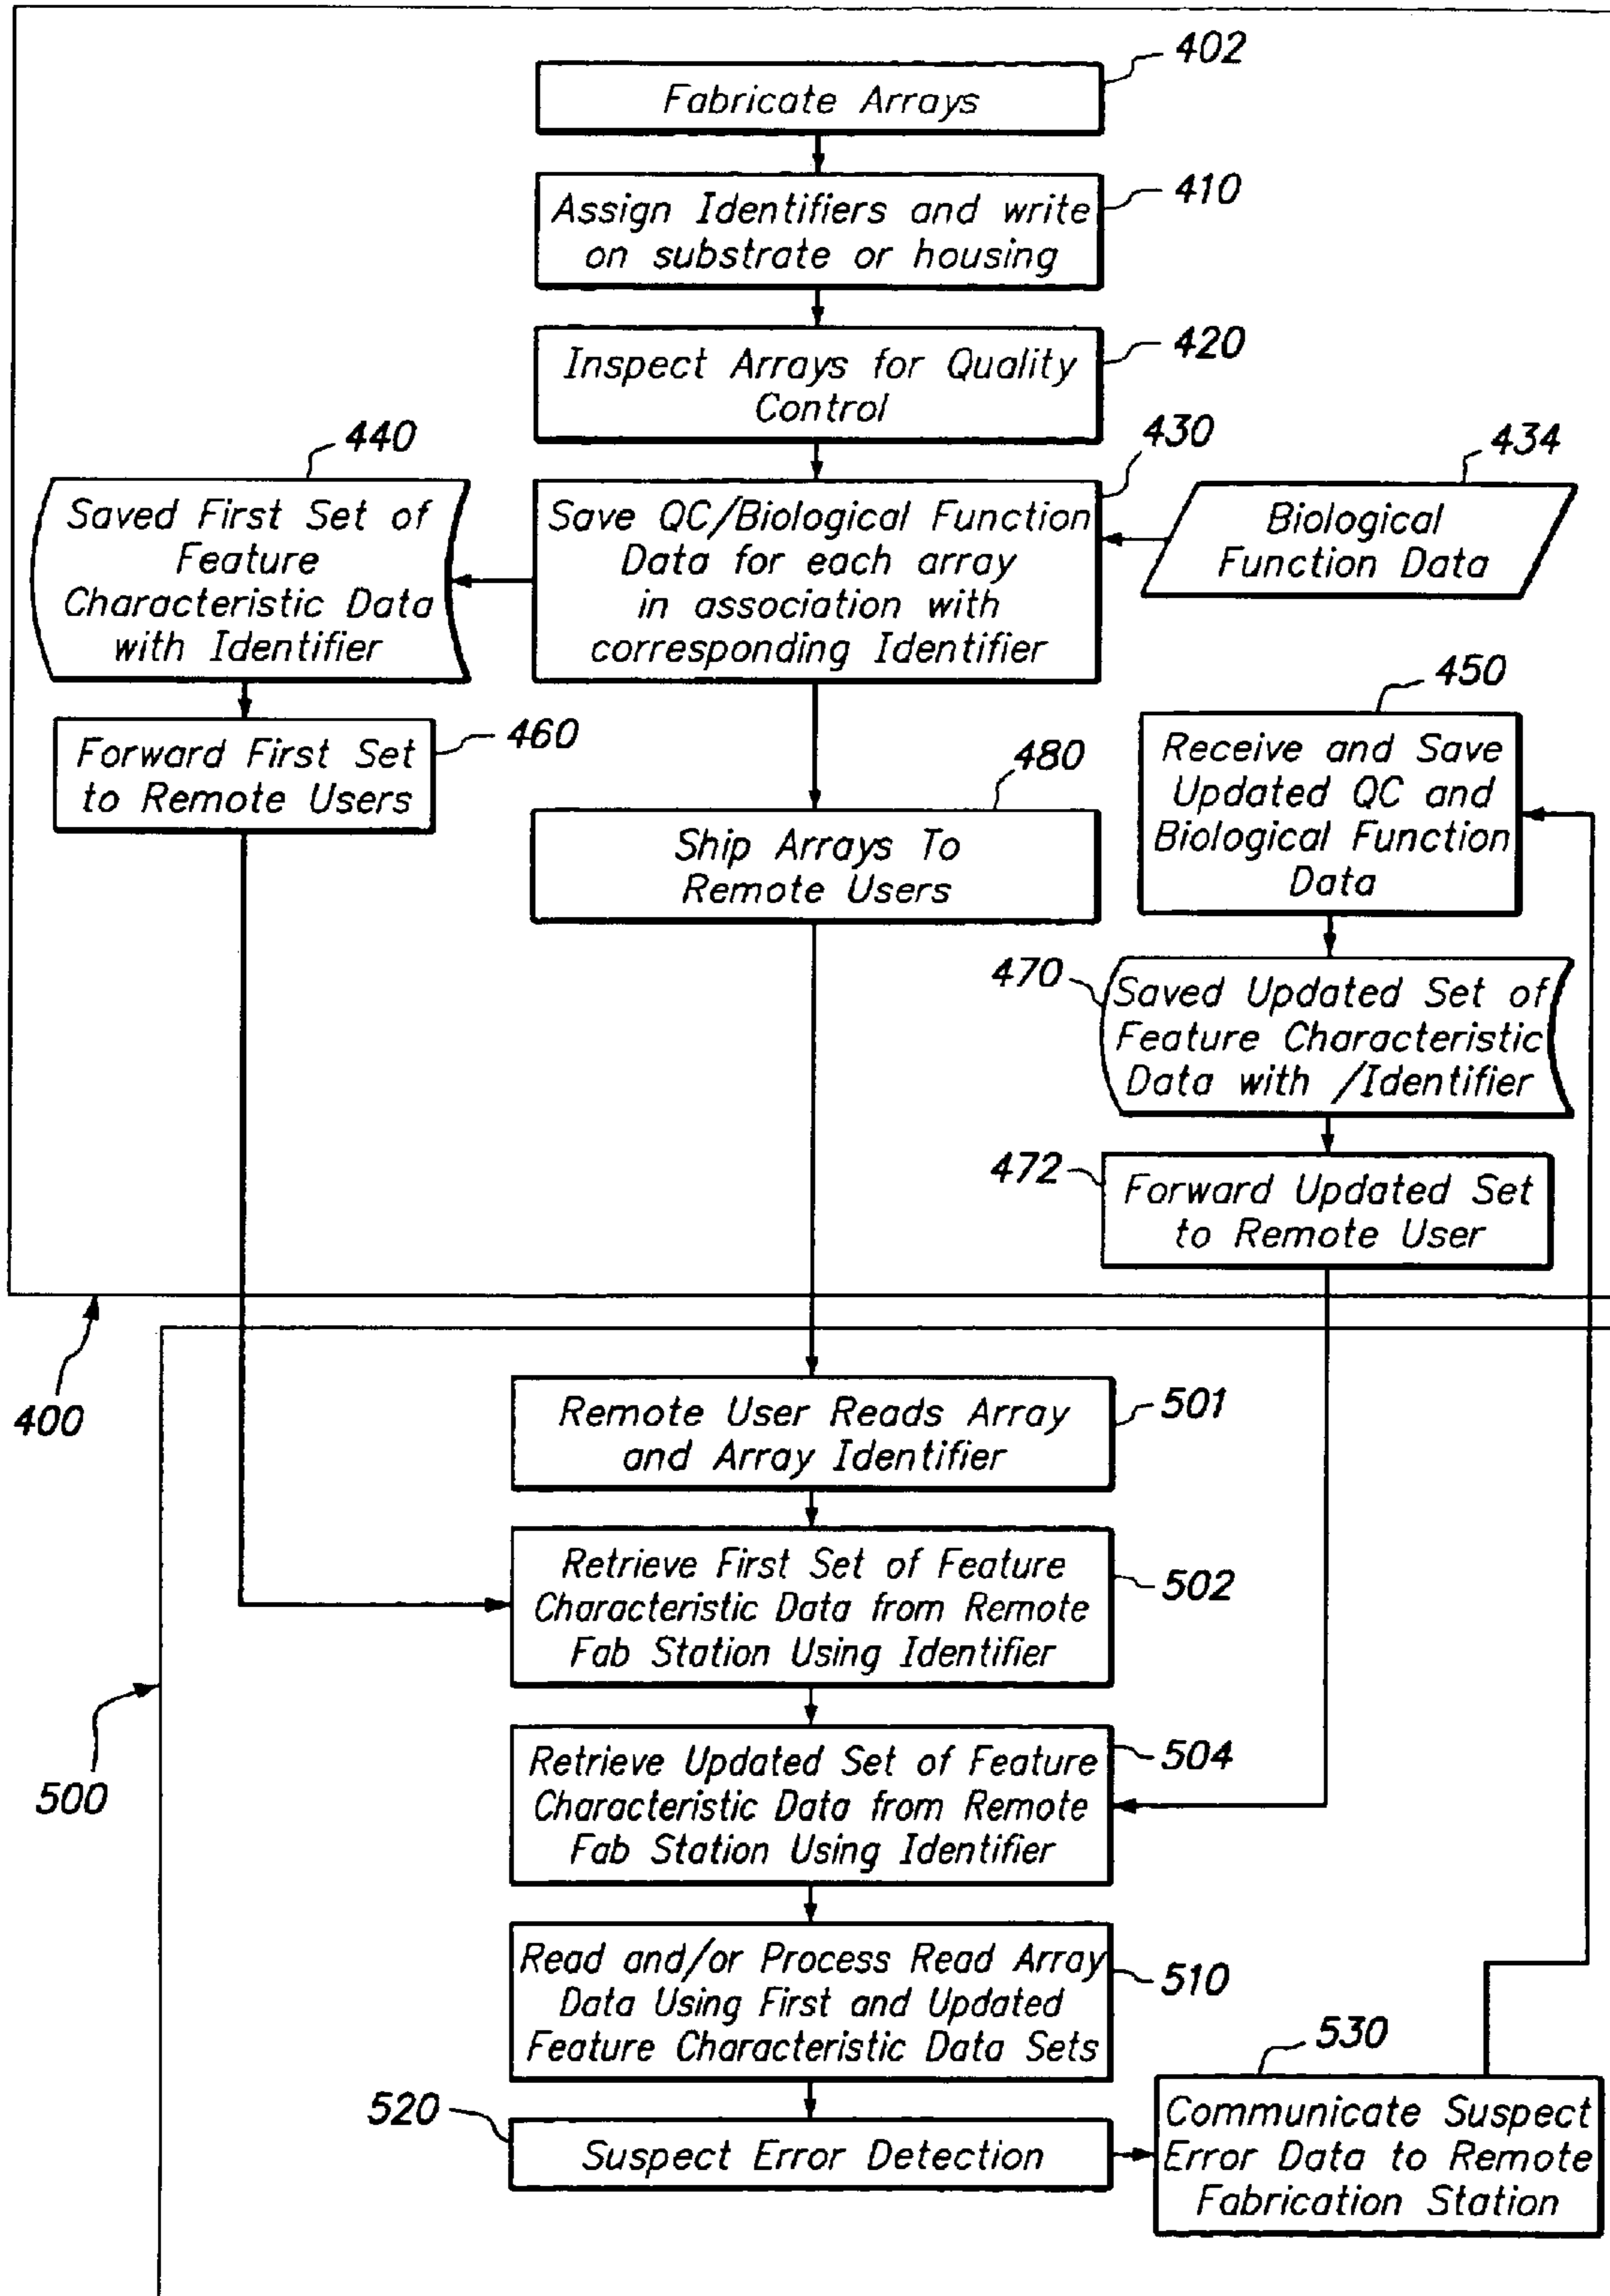 402
Fabricate Arrays
410
Assign Identifiers and write
on substrate or housing
420
Inspect Arrays for Quality
Control
430
Save QC/Biological Function
Data for each array
in association with
corresponding Identifier
434
Biological
Function Data
440
Saved First Set of
Feature
Characteristic Data
with Identifier
460
Forward First Set
to Remote Users
480
Ship Arrays To
Remote Users
450
Receive and Save
Updated QC and
Biological Function
Data
470
Saved Updated Set of
Feature Characteristic
Data with /Identifier
472
Forward Updated Set
to Remote User
400
501
Remote User Reads Array
and Array Identifier
502
Retrieve First Set of Feature
Characteristic Data from Remote
Fab Station Using Identifier
500
504
Retrieve Updated Set of Feature
Characteristic Data from Remote
Fab Station Using Identifier
510
Read and/or Process Read Array
Data Using First and Updated
Feature Characteristic Data Sets
520
Suspect Error Detection
530
Communicate Suspect
Error Data to Remote
Fabrication Station